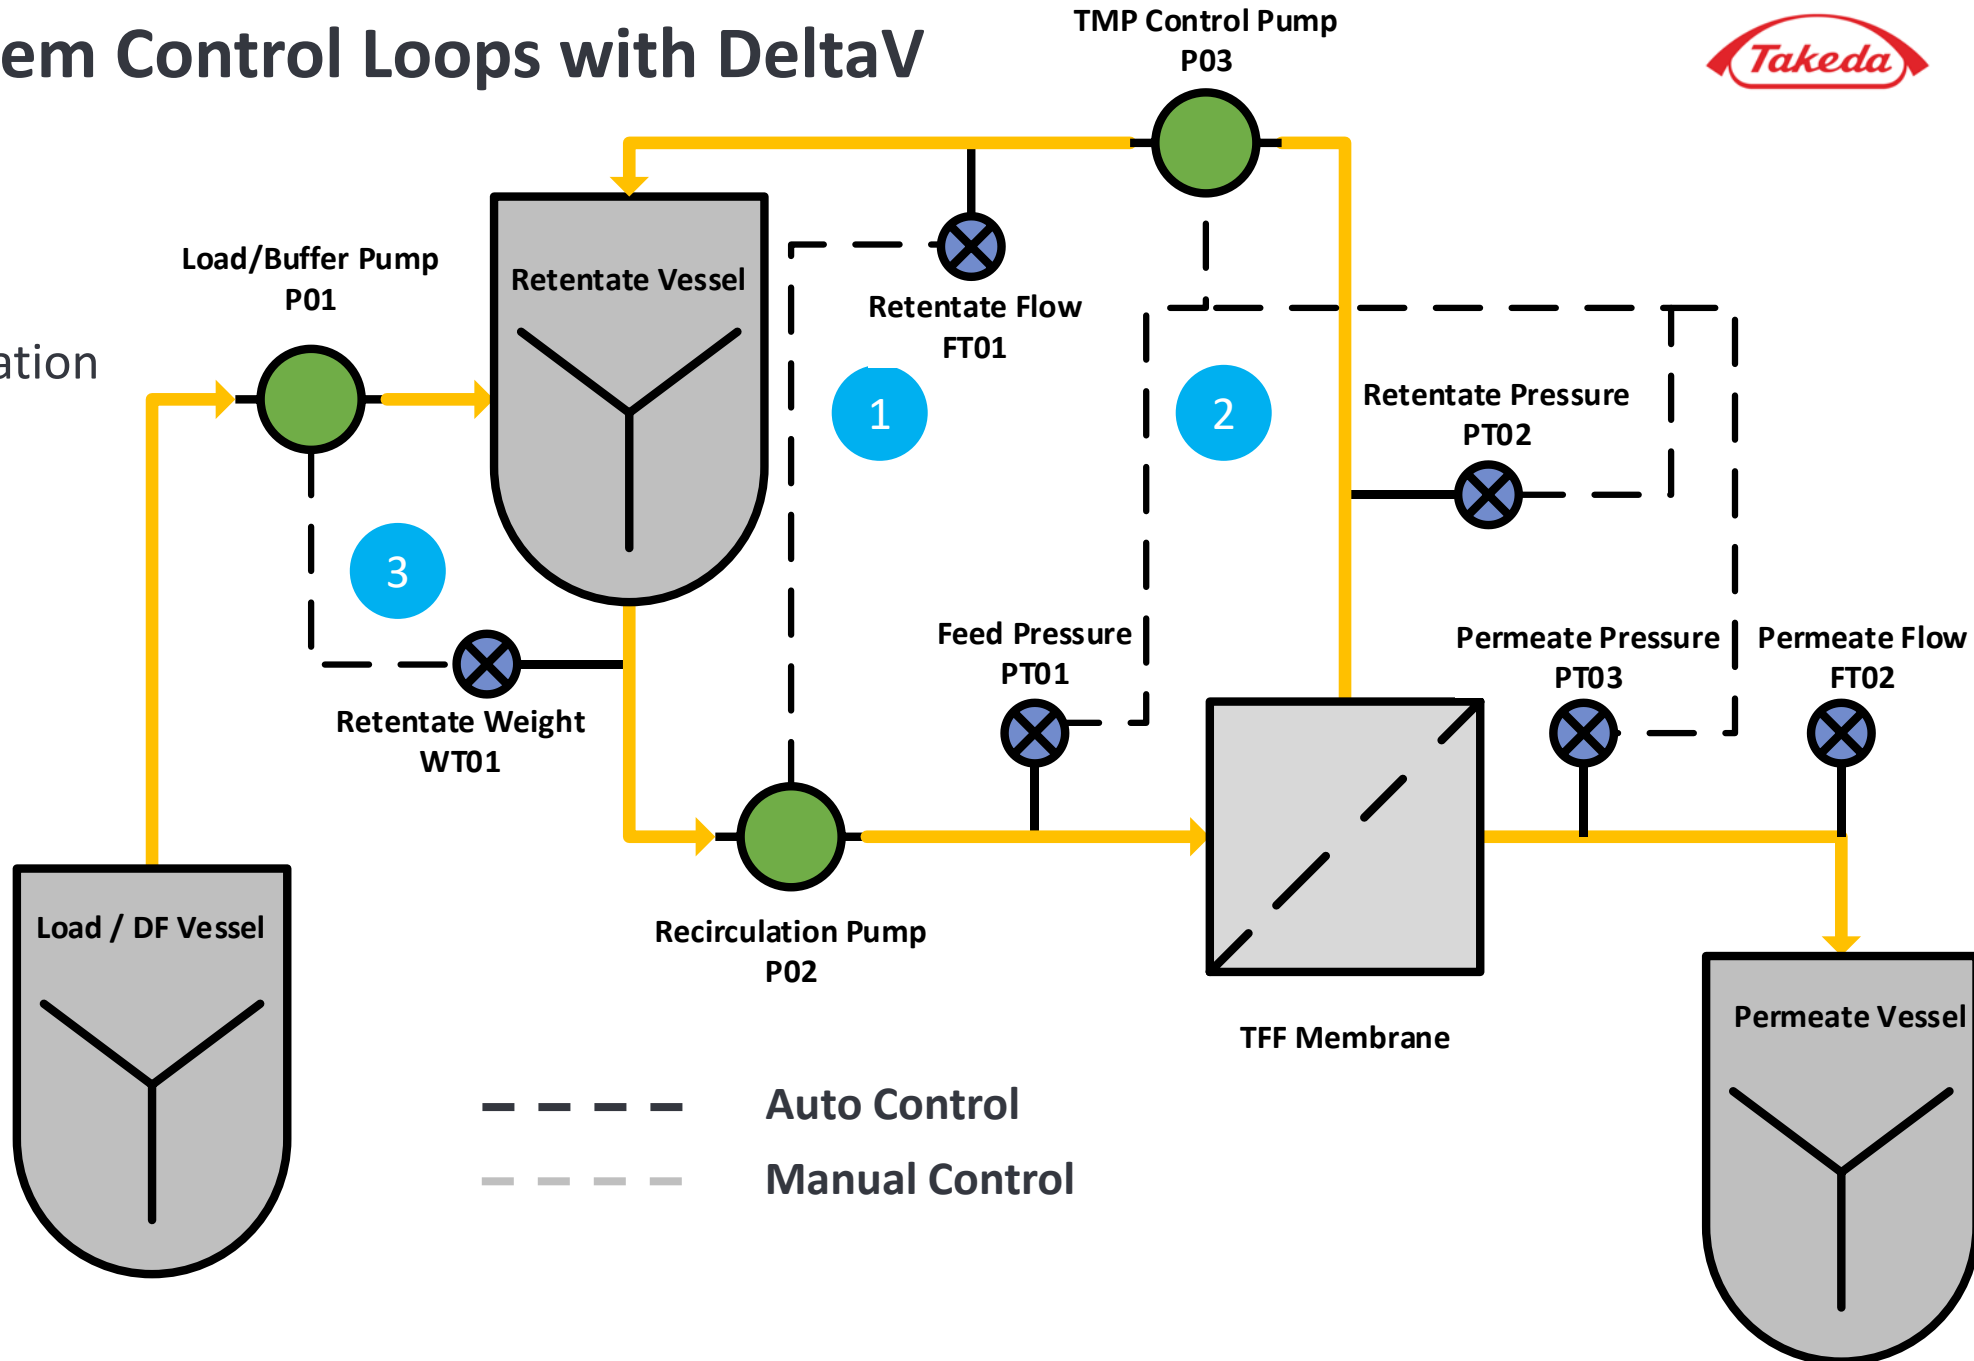 em Control Loops with DeltaV
TMP Control Pump
P03
Takeda
Load/Buffer Pump
P01
Retentate Vessel
Retentate Flow
FT01
ation
1
2
Retentate Pressure
PT02
3
Feed Pressure
PT01
Permeate Pressure
PT03
Permeate Flow
FT02
Retentate Weight
WT01
Load / DF Vessel
Recirculation Pump
P02
TFF Membrane
Permeate Vessel
Auto Control
Manual Control